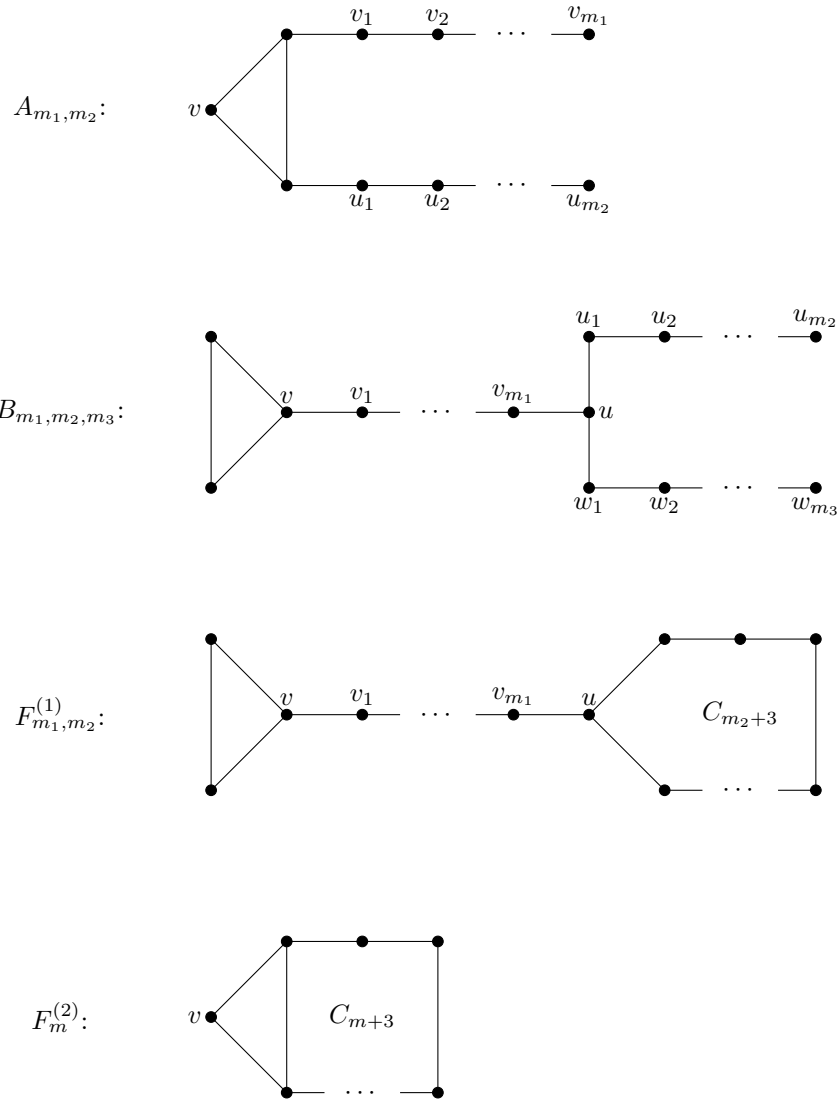 v_1 v_2 ⋯ v_{m_1}
A_{m_1,m_2}: v
u_1 u_2 ⋯ u_{m_2}
u_1 u_2 ⋯ u_{m_2}
B_{m_1,m_2,m_3}: v v_1 ⋯ v_{m_1} u
w_1 w_2 ⋯ w_{m_3}
F^{(1)}_{m_1,m_2}: v v_1 ⋯ v_{m_1} u C_{m_2+3}
⋯
F^{(2)}_m: v C_{m+3}
⋯